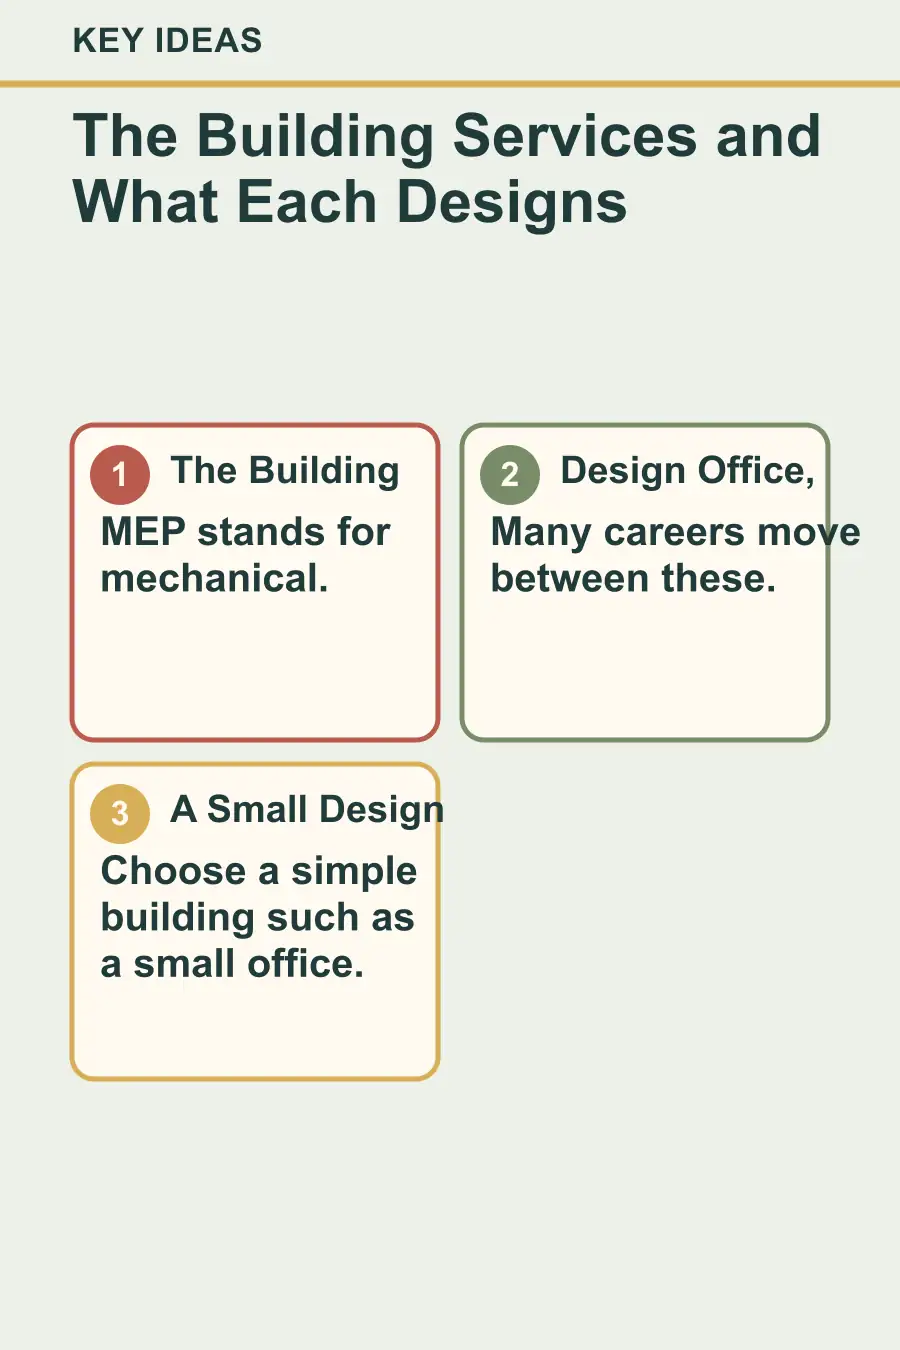 KEY IDEAS
The Building Services and
What Each Designs
1 The Building
MEP stands for
mechanical.
2 Design Office,
Many careers move
between these.
3 A Small Design
Choose a simple
building such as
a small office.